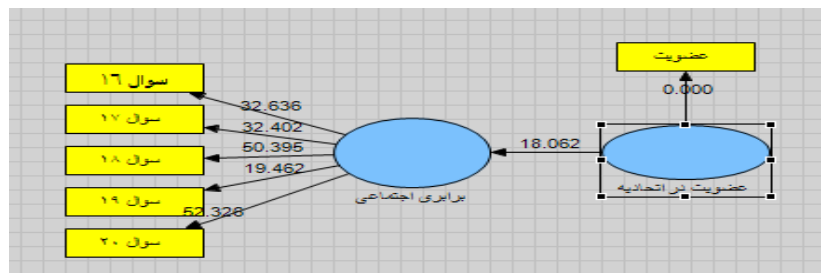 عضویت
0.000
عضویت در اتحادیه
18.062
برابری اجتماعی
32.636
32.402
50.395
19.462
52.328
سوال ۱۶
سوال ۱۷
سوال ۱۸
سوال ۱۹
سوال ۲۰